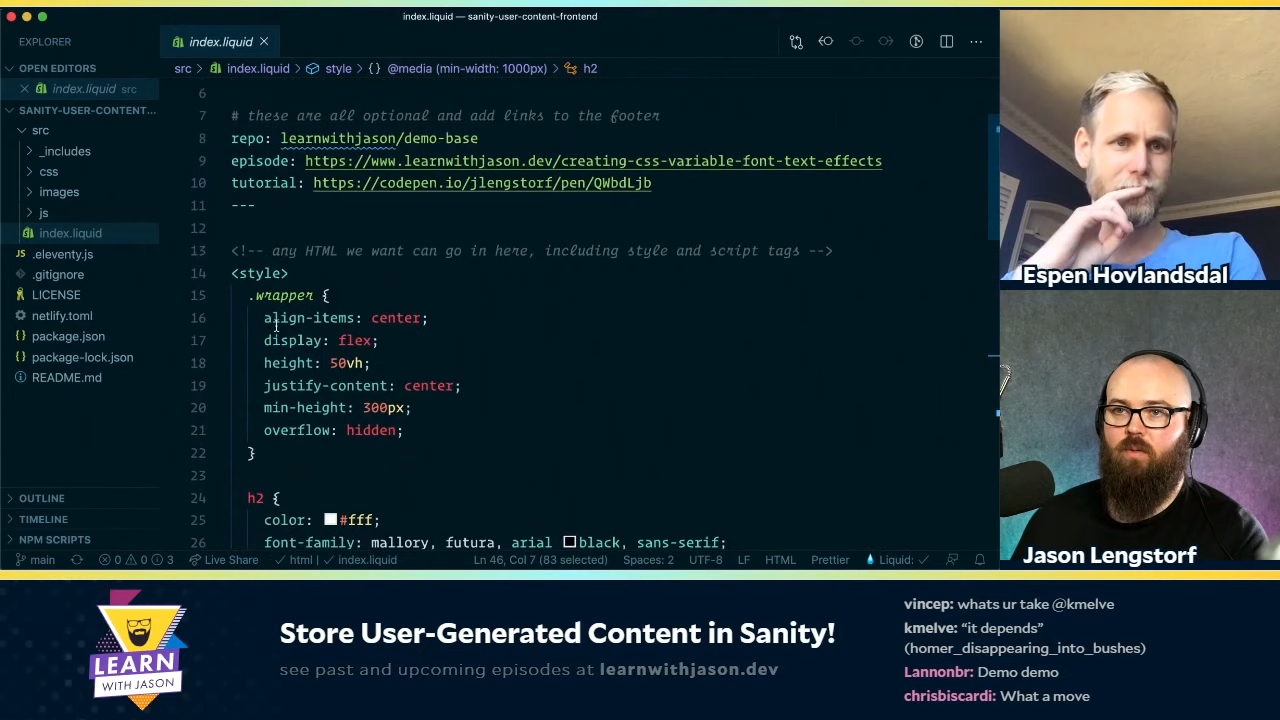 index.liquid — sanity-user-content-frontend
EXPLORER
index.liquid
OPEN EDITORS
index.liquid src
SANITY-USER-CONTENT...
src
_includes
css
images
js
index.liquid
.eleventy.js
.gitignore
LICENSE
netlify.toml
package.json
package-lock.json
README.md
OUTLINE
TIMELINE
NPM SCRIPTS
src > index.liquid > style > {} @media (min-width: 1000px) > h2
6
7 # these are all optional and add links to the footer
8 repo: learnwithjason/demo-base
9 episode: https://www.learnwithjason.dev/creating-css-variable-font-text-effects
10 tutorial: https://codepen.io/jlengstorf/pen/QWbdLjb
11 ---
12
13 <!-- any HTML we want can go in here, including style and script tags -->
14 <style>
15 .wrapper {
16 align-items: center;
17 display: flex;
18 height: 50vh;
19 justify-content: center;
20 min-height: 300px;
21 overflow: hidden;
22 }
23
24 h2 {
25 color: #fff;
26 font-family: mallory, futura, arial black, sans-serif;
main 0 0 3 Live Share html | index.liquid Ln 46, Col 7 (83 selected) Spaces: 2 UTF-8 LF HTML Prettier Liquid:
Espen Hovlandsdal
Jason Lengstorf
LEARN
WITH JASON
Store User-Generated Content in Sanity!
see past and upcoming episodes at learnwithjason.dev
vincep: whats ur take @kmelve
kmelve: “it depends”
(homer_disappearing_into_bushes)
Lannonbr: Demo demo
chrisbiscardi: What a move